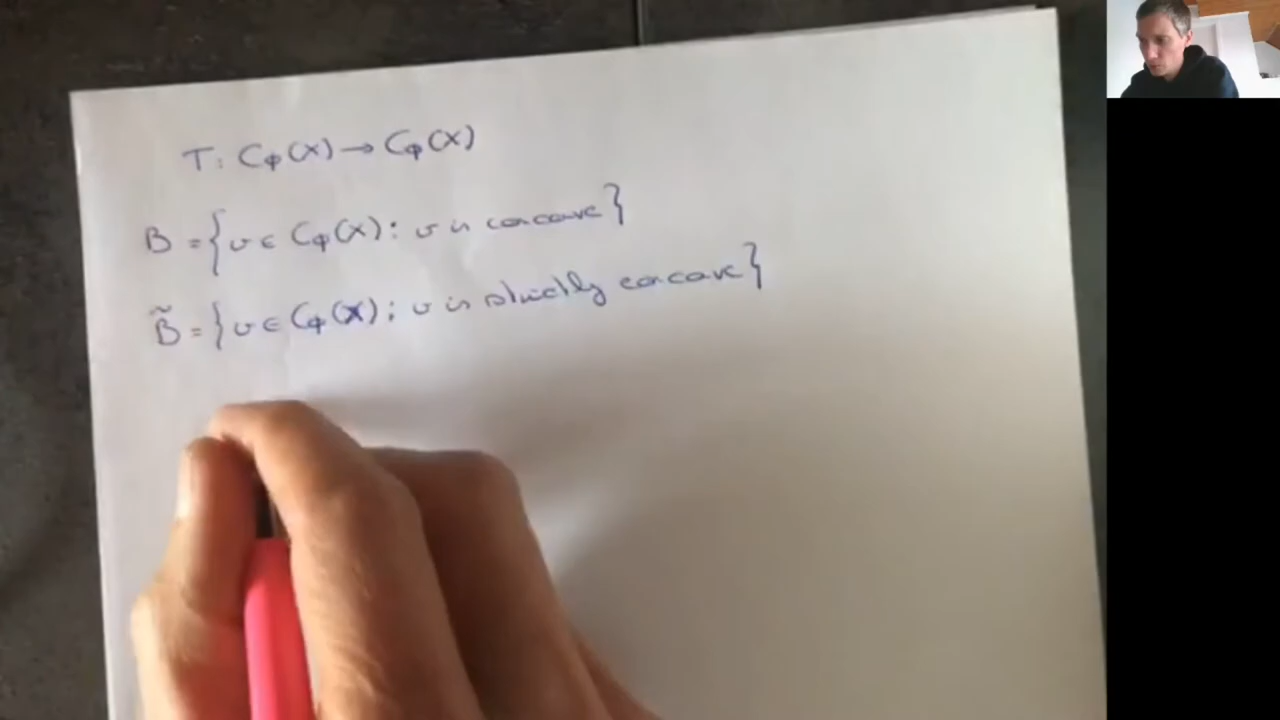 T: Cφ(X) → Cφ(X)
B = {v ∈ Cφ(X): v is concave}
B̃ = {v ∈ Cφ(X): v is strictly concave}